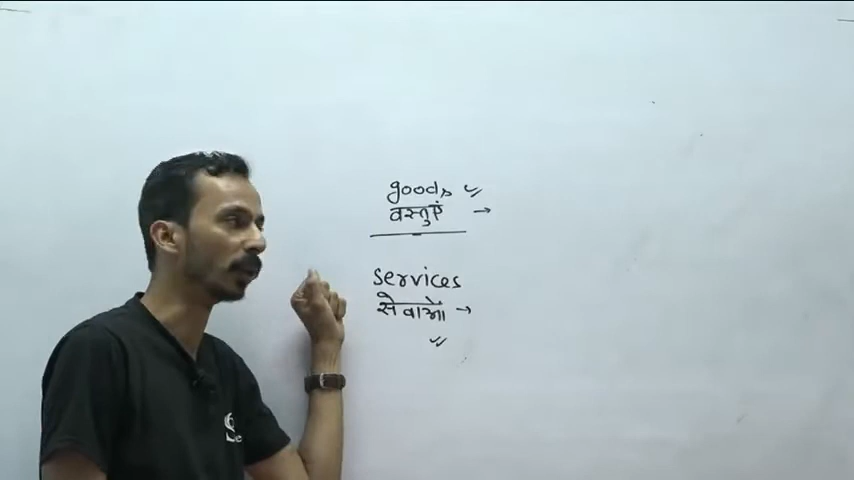 goods
वस्तुएं →
services
सेवाओं →